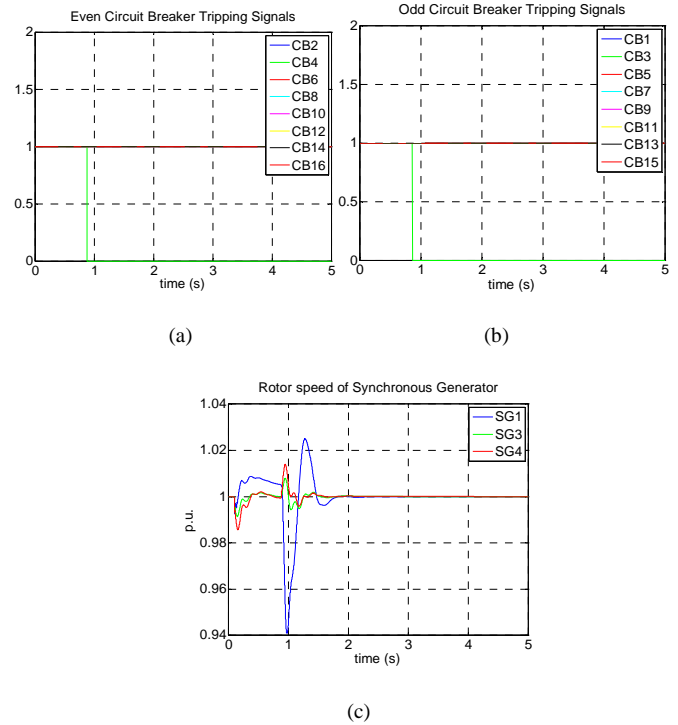 Even Circuit Breaker Tripping Signals
2
1.5
1
0.5
0
0 1 2 3 4 5
time (s)
CB2
CB4
CB6
CB8
CB10
CB12
CB14
CB16
(a)
Odd Circuit Breaker Tripping Signals
2
1.5
1
0.5
0
0 1 2 3 4 5
time (s)
CB1
CB3
CB5
CB7
CB9
CB11
CB13
CB15
(b)
Rotor speed of Synchronous Generator
1.04
1.02
1
0.98
0.96
0.94
p.u.
0 1 2 3 4 5
time (s)
SG1
SG3
SG4
(c)